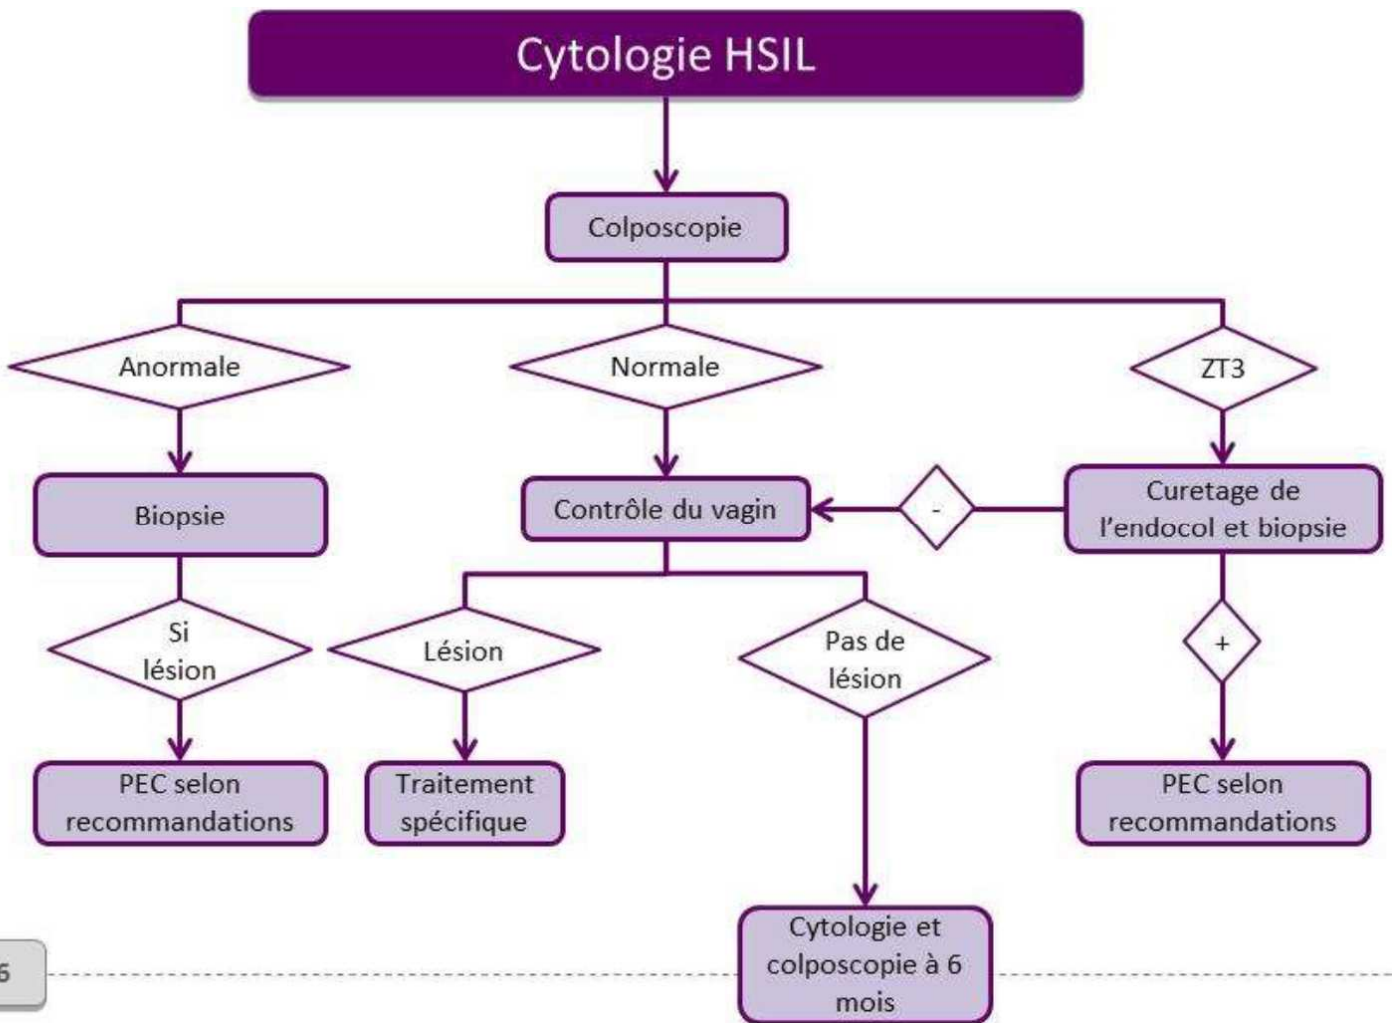 Cytologie HSIL
Colposcopie
Anormale
Normale
ZT3
Biopsie
Contrôle du vagin
-
Curetage de
l'endocol et biopsie
Si
lésion
Lésion
Pas de
lésion
+
PEC selon
recommandations
Traitement
spécifique
PEC selon
recommandations
Cytologie et
colposcopie à 6
mois
6